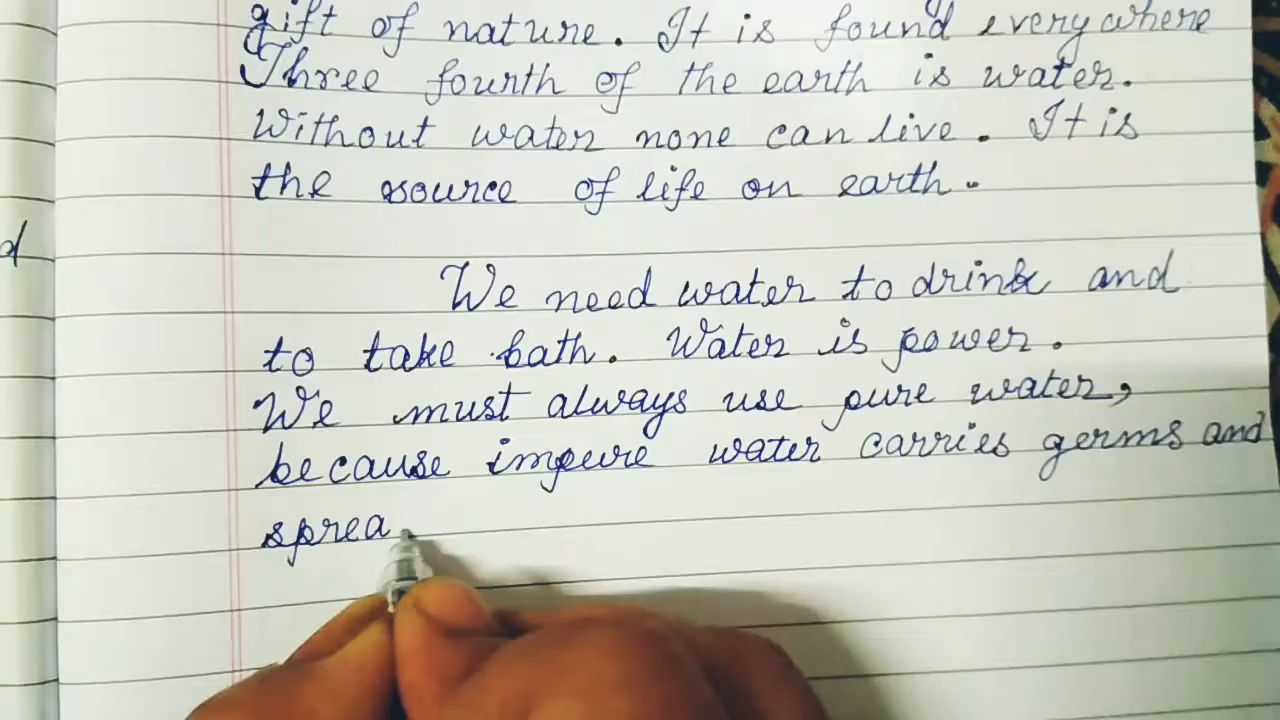 gift of nature. It is found everywhere
Three fourth of the earth is water.
Without water none can live. It is
the source of life on earth.
d
We need water to drink and
to take bath. Water is power.
We must always use pure water,
because impure water carries germs and
sprea